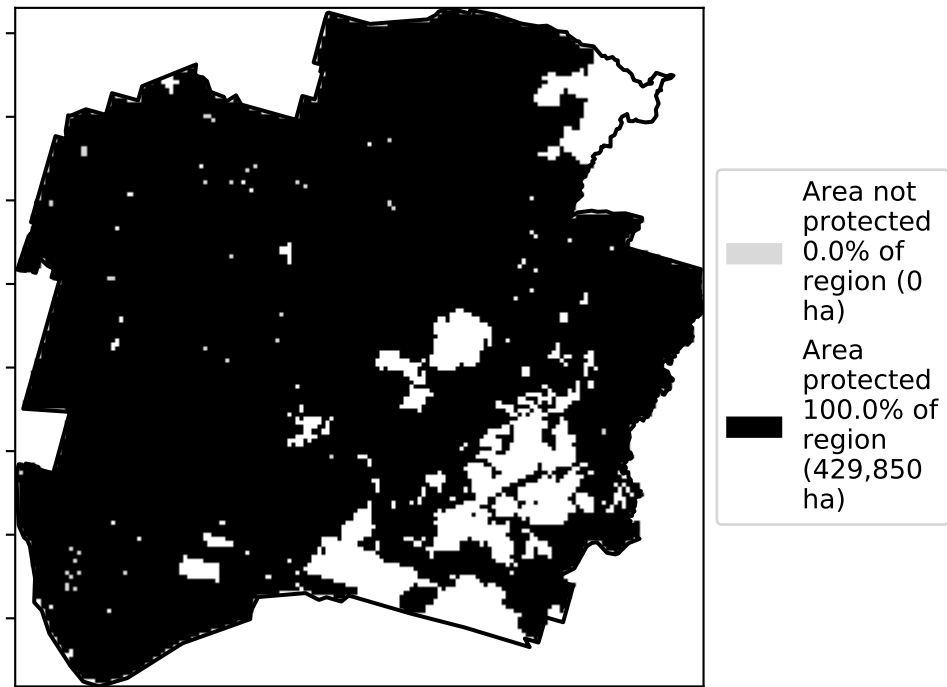 Area not
protected
0.0% of
region (0
ha)
Area
protected
100.0% of
region
(429,850
ha)